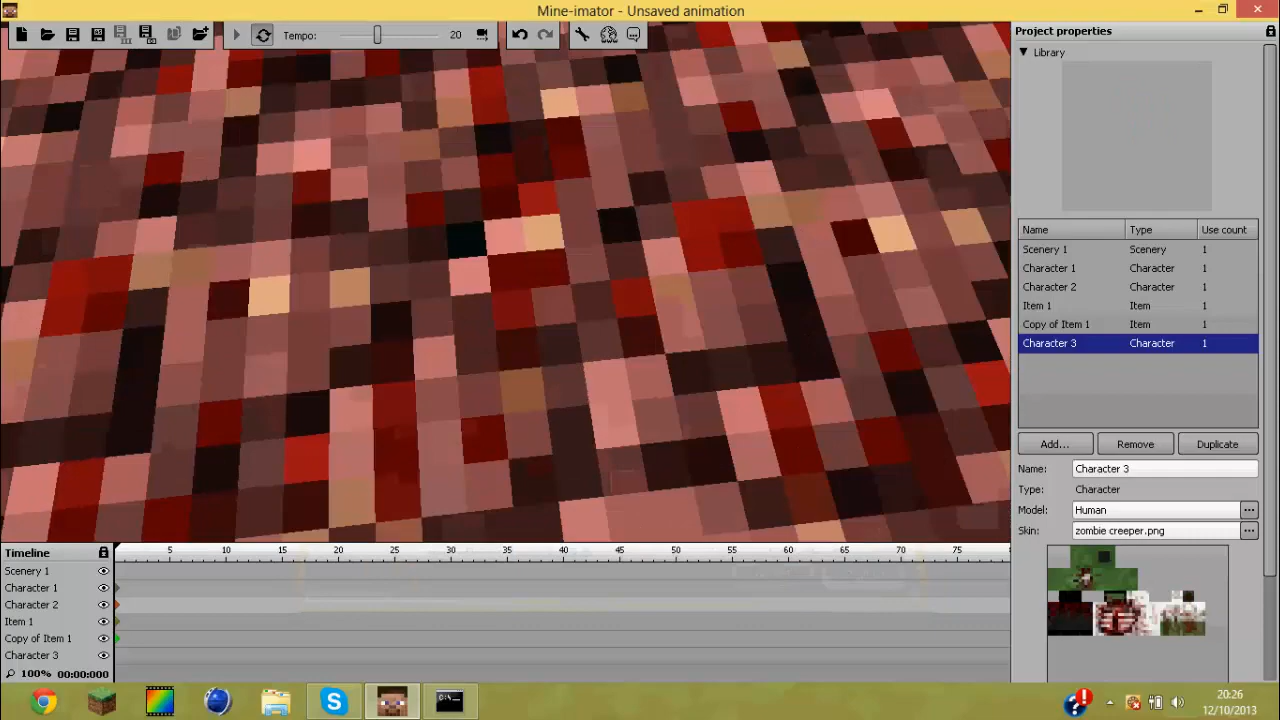 Mine-imator - Unsaved animation
Tempo: 20
Project properties
Library
Name Type Use count
Scenery 1 Scenery 1
Character 1 Character 1
Character 2 Character 1
Item 1 Item 1
Copy of Item 1 Item 1
Character 3 Character 1
Add... Remove Duplicate
Name: Character 3
Type: Character
Model: Human ...
Skin: zombie creeper.png ...
Timeline 5 10 15 20 25 30 35 40 45 50 55 60 65 70 75 8
Scenery 1
Character 1
Character 2
Item 1
Copy of Item 1
Character 3
100% 00:00:000
C:\_
20:26
12/10/2013